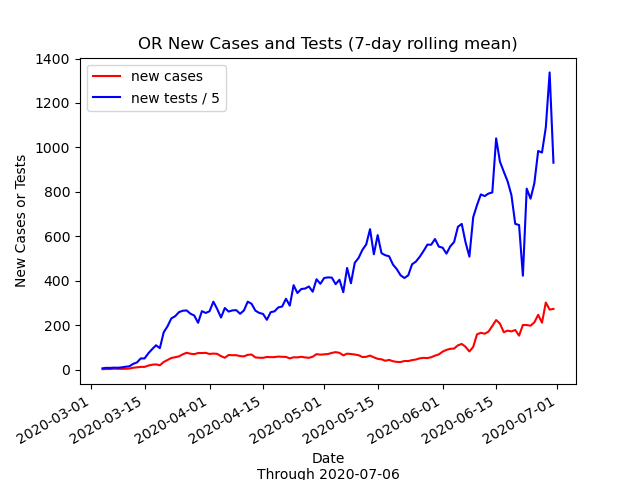 OR New Cases and Tests (7-day rolling mean)
new cases
new tests / 5
New Cases or Tests
1400
1200
1000
800
600
400
200
0
2020-03-01
2020-03-15
2020-04-01
2020-04-15
2020-05-01
2020-05-15
2020-06-01
2020-06-15
2020-07-01
Date
Through 2020-07-06